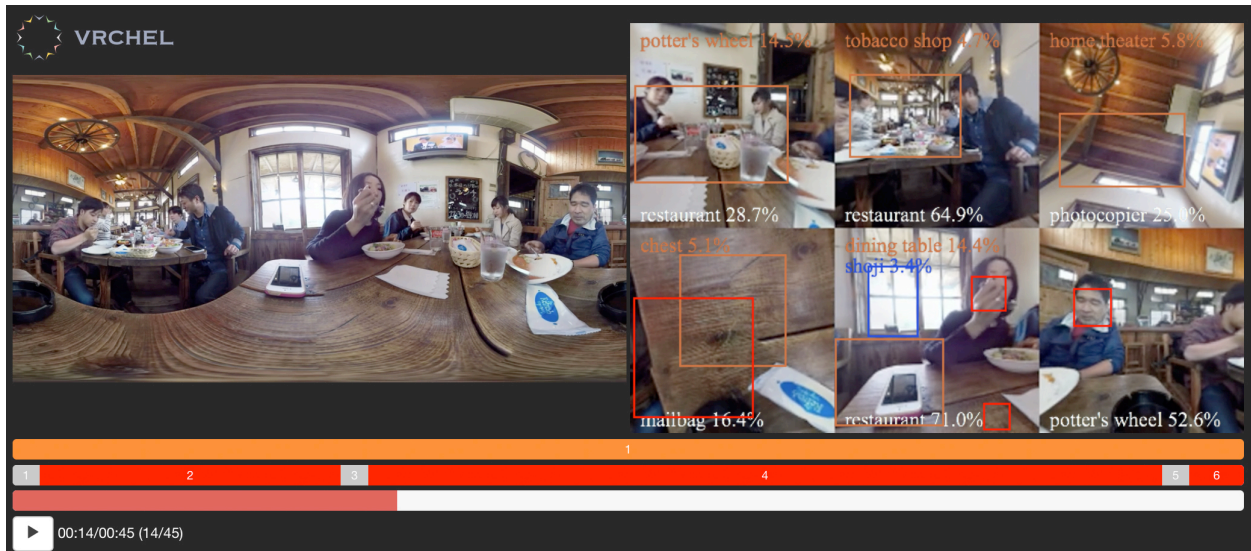 VRCHEL
potter's wheel 14.5%
tobacco shop 4.7%
home theater 5.8%
restaurant 28.7%
restaurant 64.9%
photocopier 25.0%
chest 5.1%
dining table 14.4%
shoji 3.4%
mailbag 16.4%
restaurant 71.0%
potter's wheel 52.6%
1
1 2 3 4 5 6
00:14/00:45 (14/45)